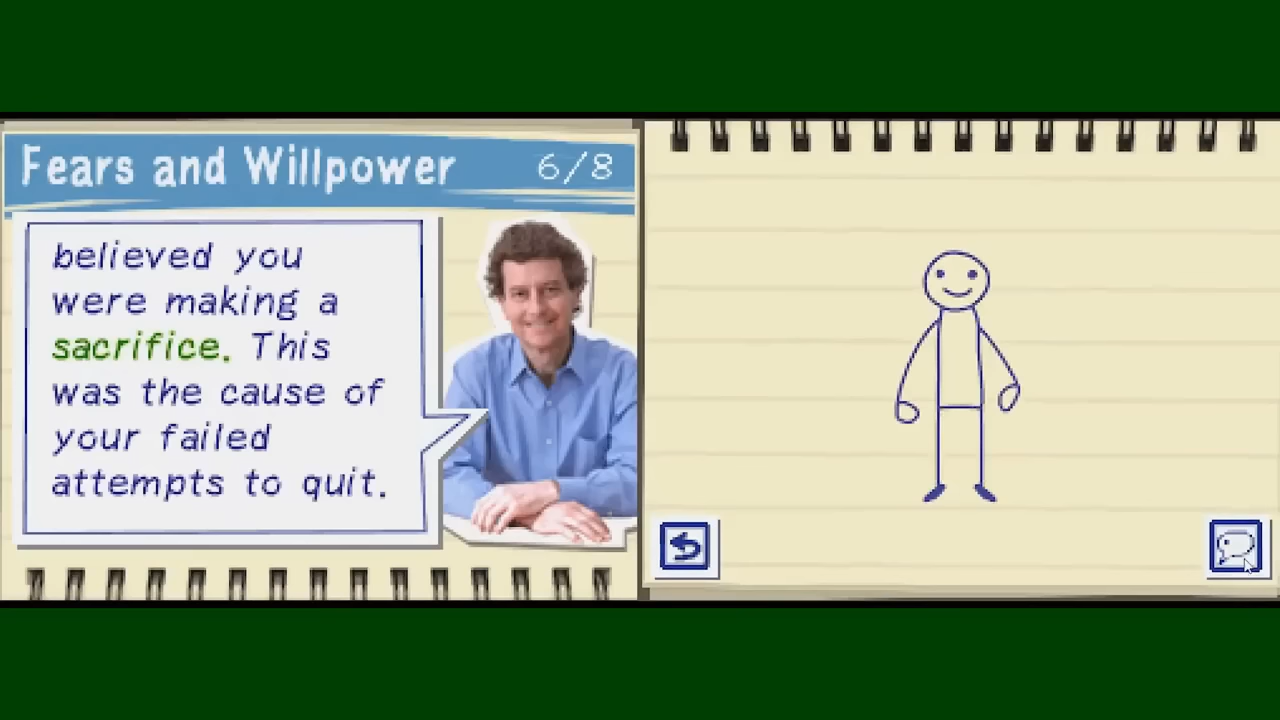 Fears and Willpower 6/8
believed you
were making a
sacrifice. This
was the cause of
your failed
attempts to quit.